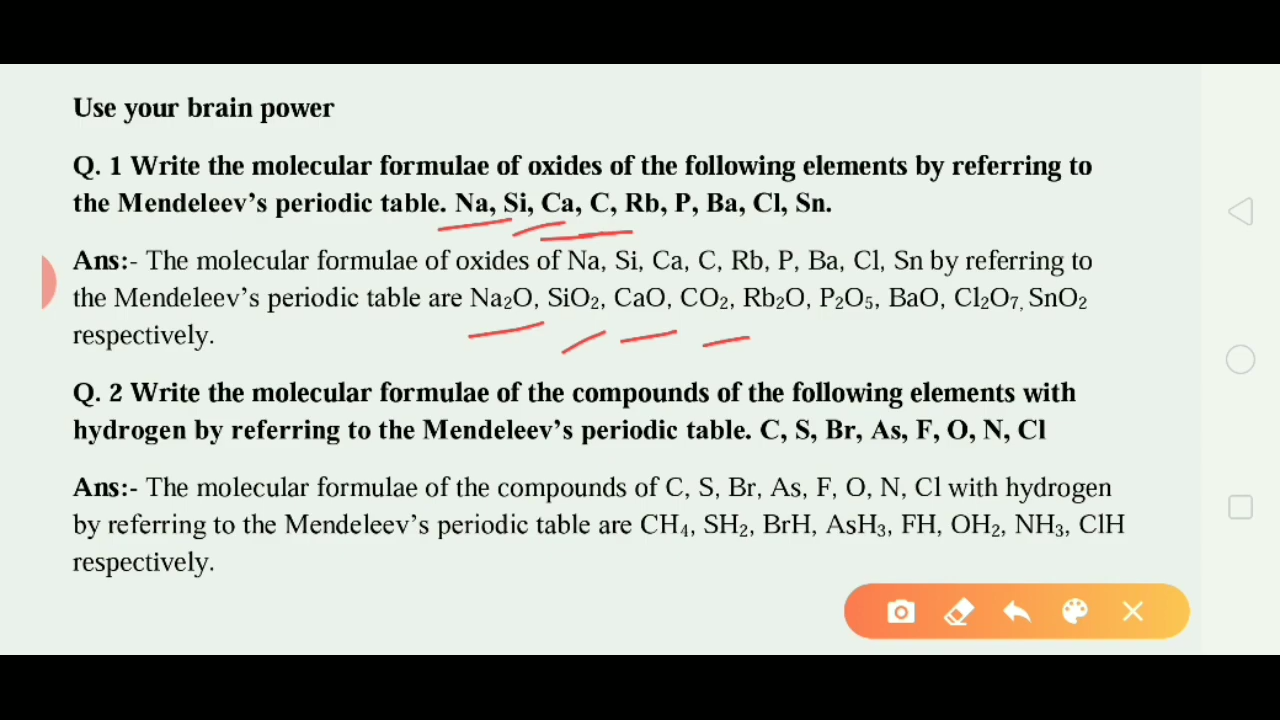 Use your brain power
Q. 1 Write the molecular formulae of oxides of the following elements by referring to
the Mendeleev’s periodic table. Na, Si, Ca, C, Rb, P, Ba, Cl, Sn.
Ans:- The molecular formulae of oxides of Na, Si, Ca, C, Rb, P, Ba, Cl, Sn by referring to
the Mendeleev’s periodic table are Na₂O, SiO₂, CaO, CO₂, Rb₂O, P₂O₅, BaO, Cl₂O₇, SnO₂
respectively.
Q. 2 Write the molecular formulae of the compounds of the following elements with
hydrogen by referring to the Mendeleev’s periodic table. C, S, Br, As, F, O, N, Cl
Ans:- The molecular formulae of the compounds of C, S, Br, As, F, O, N, Cl with hydrogen
by referring to the Mendeleev’s periodic table are CH₄, SH₂, BrH, AsH₃, FH, OH₂, NH₃, ClH
respectively.